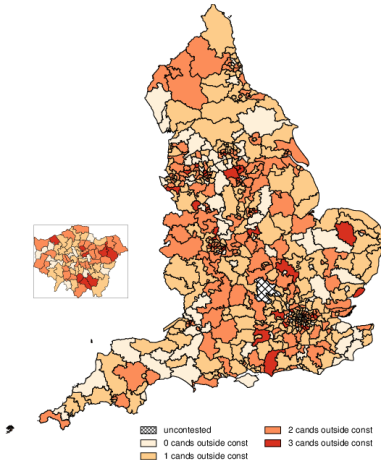 uncontested
0 cands outside const
1 cands outside const
2 cands outside const
3 cands outside const